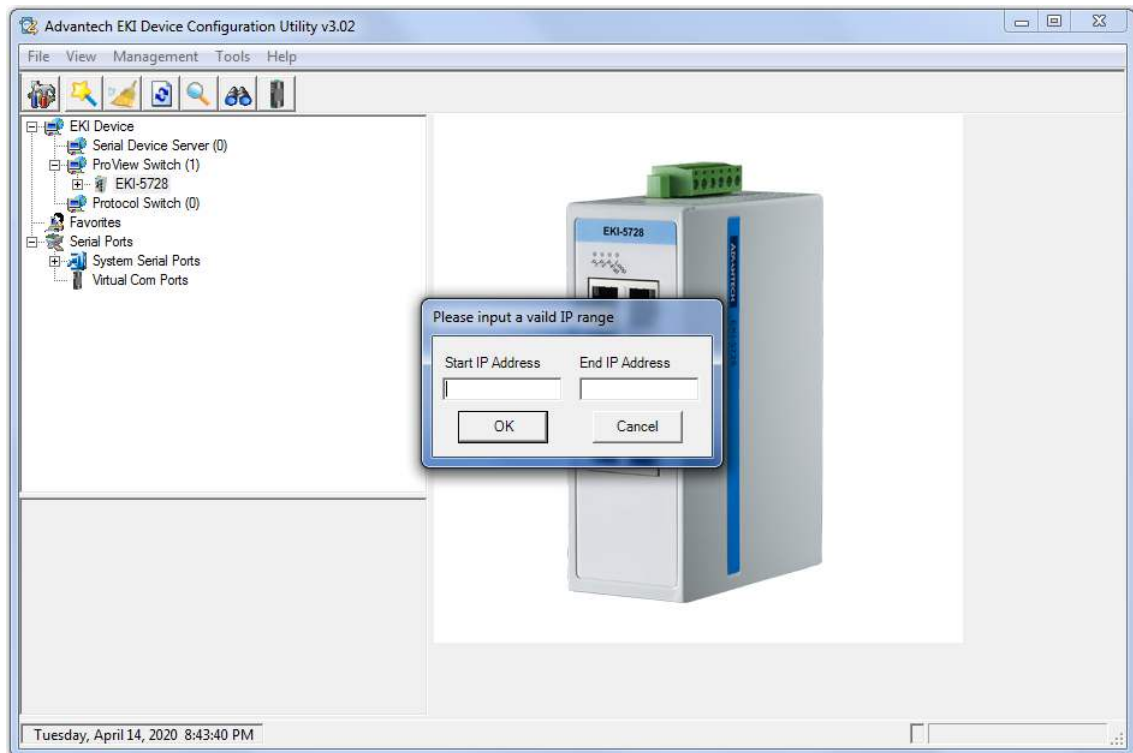 Advantech EKI Device Configuration Utility v3.02
File View Management Tools Help
EKI Device
Serial Device Server (0)
ProView Switch (1)
EKI-5728
Protocol Switch (0)
Favorites
Serial Ports
System Serial Ports
Virtual Com Ports
EKI-5728
ADVANTECH EKI-5728
Please input a vaild IP range
Start IP Address End IP Address
OK Cancel
Tuesday, April 14, 2020 8:43:40 PM